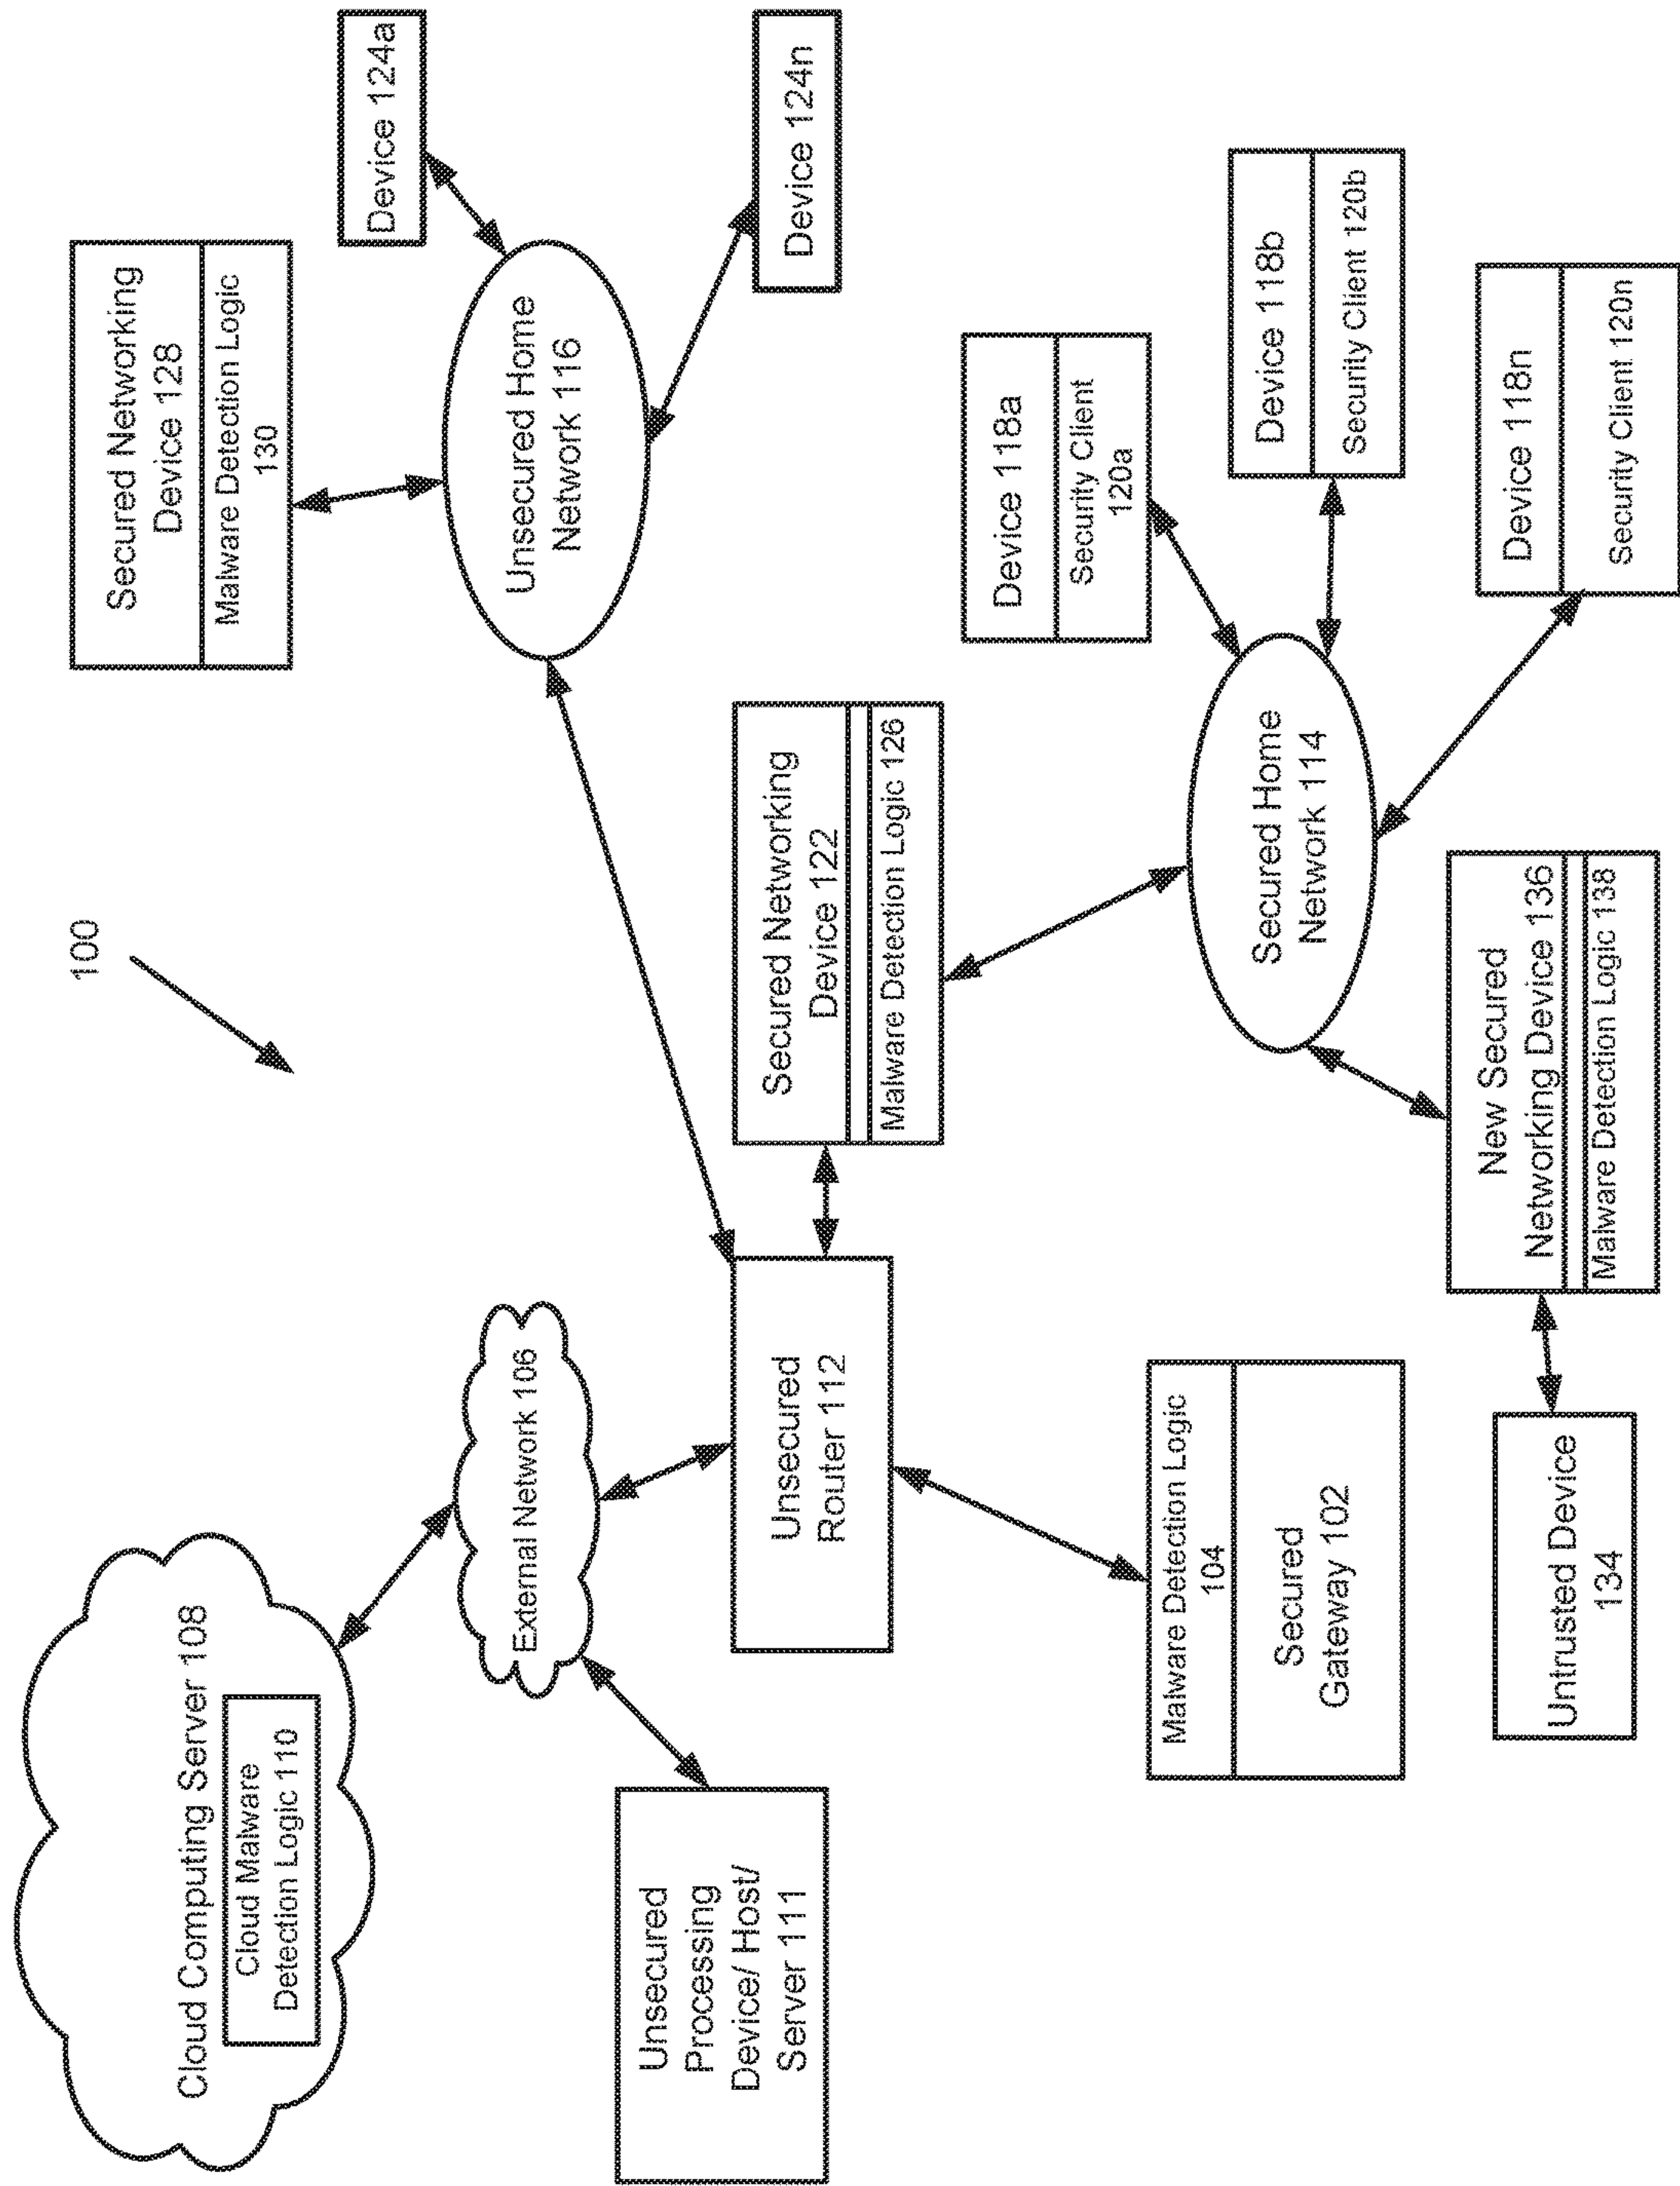 100
Cloud Computing Server 108
Cloud Malware
Detection Logic 110
External Network 106
Unsecured
Processing
Device/ Host/
Server 111
Unsecured
Router 112
Malware Detection Logic
104
Secured
Gateway 102
Secured Networking
Device 128
Malware Detection Logic
130
Device 124a
Unsecured Home
Network 116
Device 124n
Secured Networking
Device 122
Malware Detection Logic 126
Device 118a
Security Client
120a
Device 118b
Security Client 120b
Secured Home
Network 114
Device 118n
Security Client 120n
New Secured
Networking Device 136
Malware Detection Logic 138
Untrusted Device
134